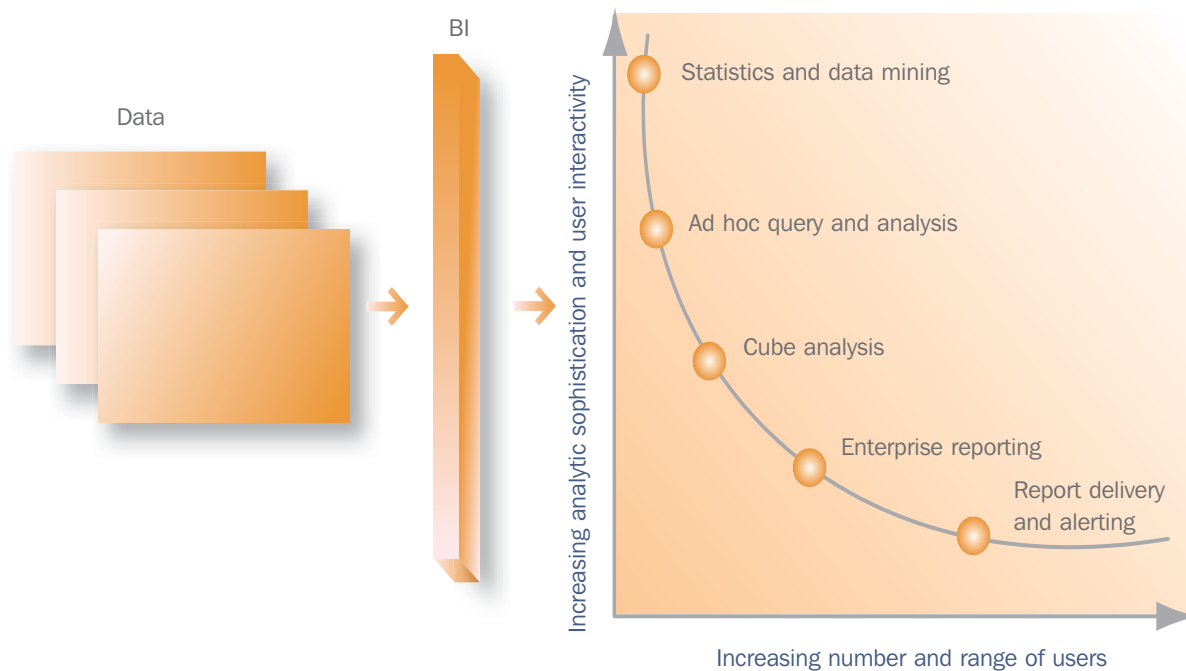 Data
BI
Increasing analytic sophistication and user interactivity
Statistics and data mining
Ad hoc query and analysis
Cube analysis
Enterprise reporting
Report delivery
and alerting
Increasing number and range of users